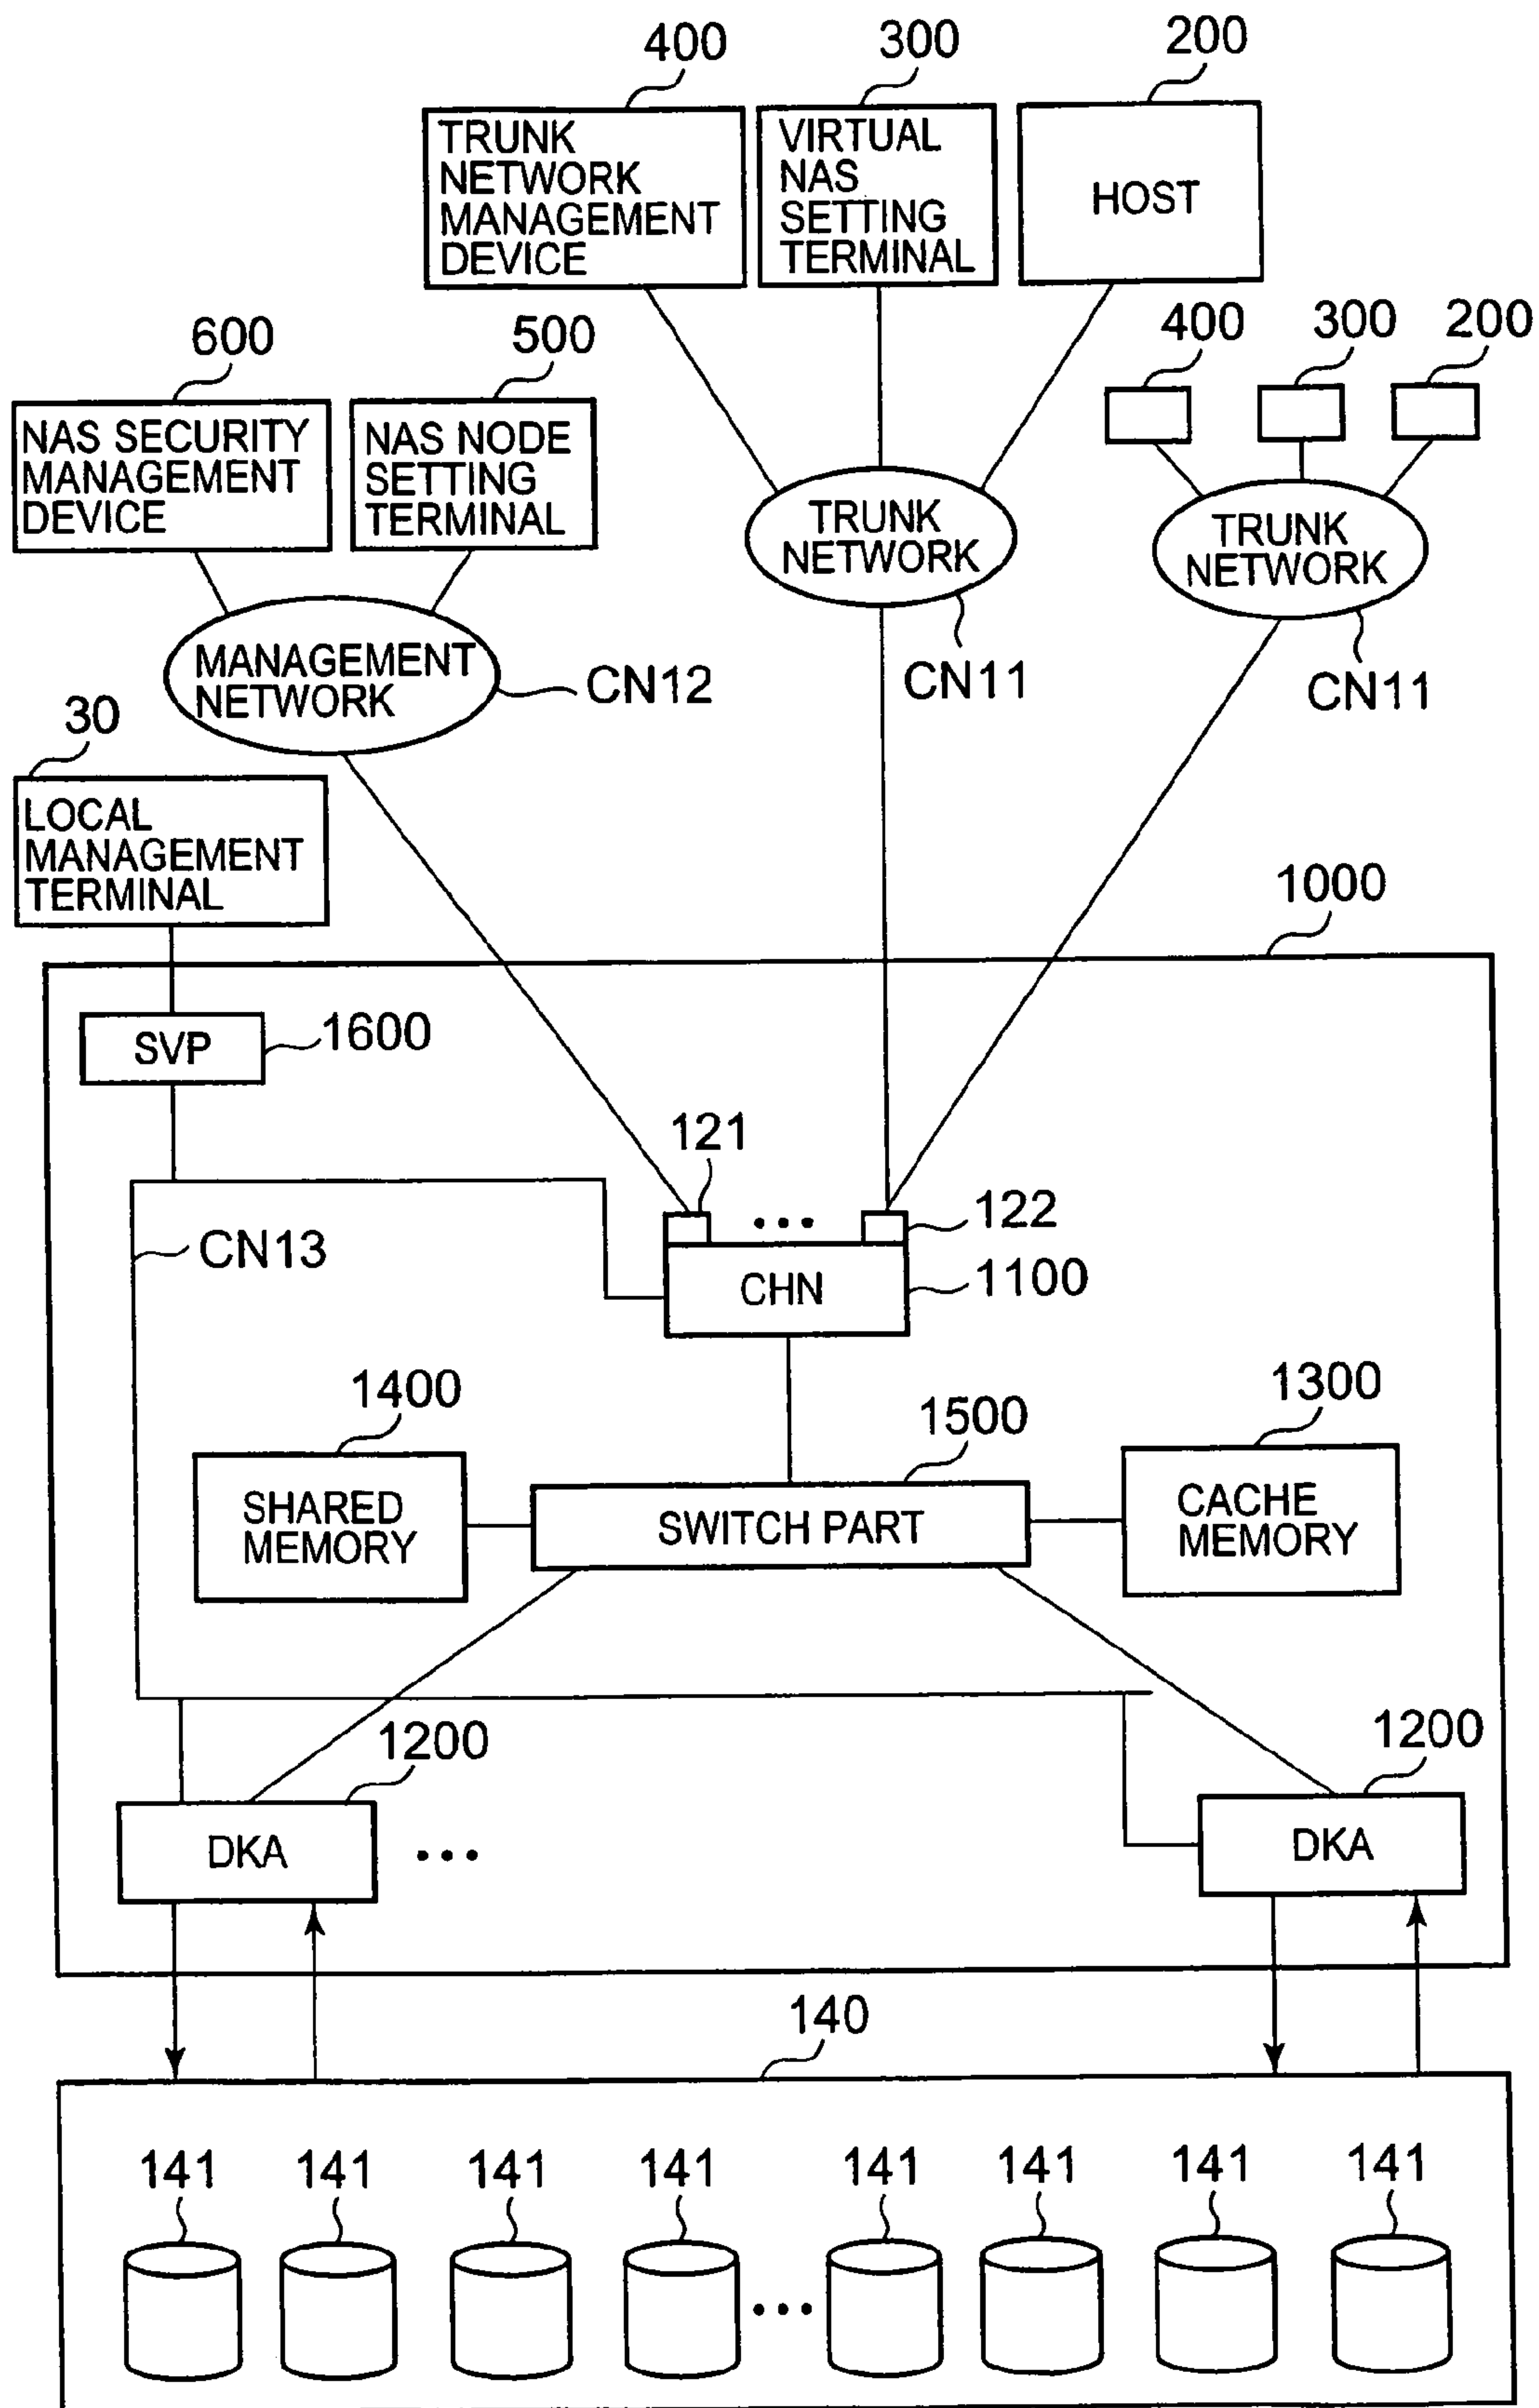 400
300
200
TRUNK
NETWORK
MANAGEMENT
DEVICE
VIRTUAL
NAS
SETTING
TERMINAL
HOST
600
500
400
300
200
NAS SECURITY
MANAGEMENT
DEVICE
NAS NODE
SETTING
TERMINAL
TRUNK
NETWORK
TRUNK
NETWORK
MANAGEMENT
NETWORK
CN12
CN11
CN11
30
LOCAL
MANAGEMENT
TERMINAL
1000
SVP
1600
121
•••
122
CN13
CHN
1100
1400
1500
1300
SHARED
MEMORY
SWITCH PART
CACHE
MEMORY
1200
1200
DKA
•••
DKA
140
141 141 141 141 141 141 141 141
•••